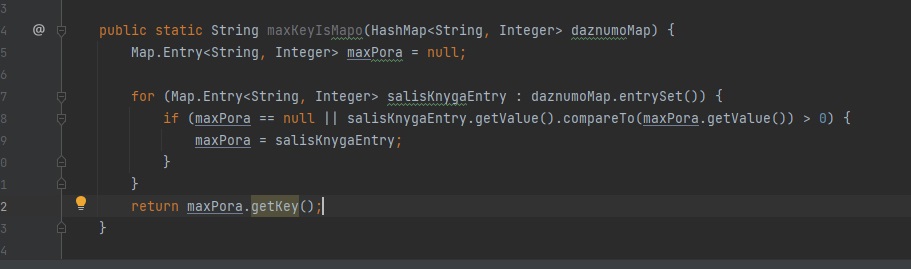 3
4 @ public static String maxKeyIsMapo(HashMap<String, Integer> daznumoMap) {
5 Map.Entry<String, Integer> maxPora = null;
6
7 for (Map.Entry<String, Integer> salisKnygaEntry : daznumoMap.entrySet()) {
8 if (maxPora == null || salisKnygaEntry.getValue().compareTo(maxPora.getValue()) > 0) {
9 maxPora = salisKnygaEntry;
0 }
1 }
2 return maxPora.getKey();
3 }
4